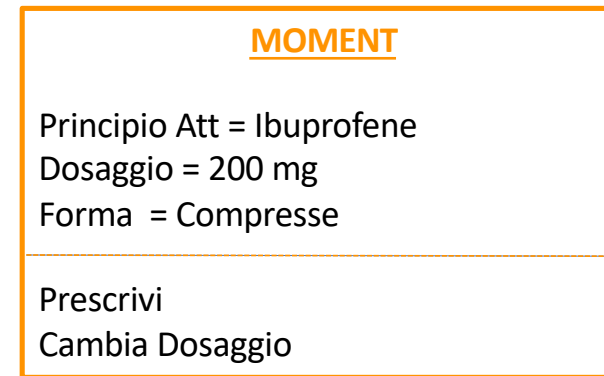 MOMENT
Principio Att = Ibuprofene
Dosaggio = 200 mg
Forma  = Compresse
Prescrivi
Cambia Dosaggio